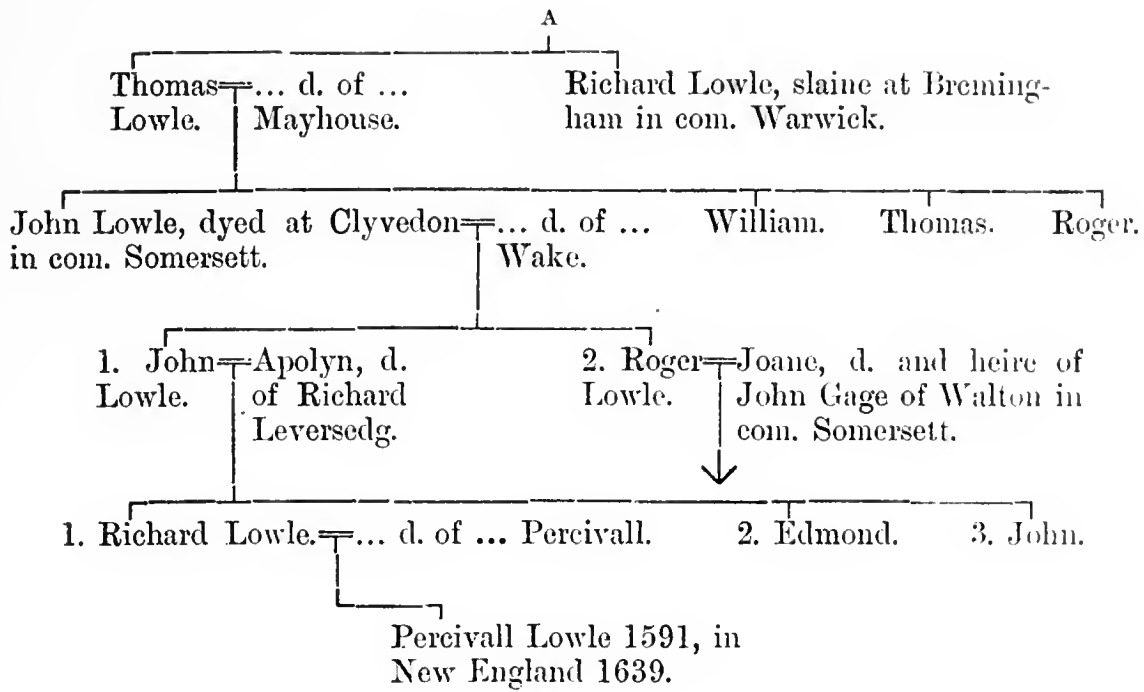 A
Thomas=... d. of ... Richard Lowle, slaine at Breming-
Lowle. Mayhouse. ham in com. Warwick.
John Lowle, dyed at Clyvedon=... d. of ... William. Thomas. Roger.
in com. Somersett. Wake.
1. John=Apolyn, d. 2. Roger=Joane, d. and heire of
Lowle. of Richard Lowle. John Gage of Walton in
Leversedg. com. Somersett.
1. Richard Lowle.=... d. of ... Percivall. 2. Edmond. 3. John.
Percivall Lowle 1591, in
New England 1639.